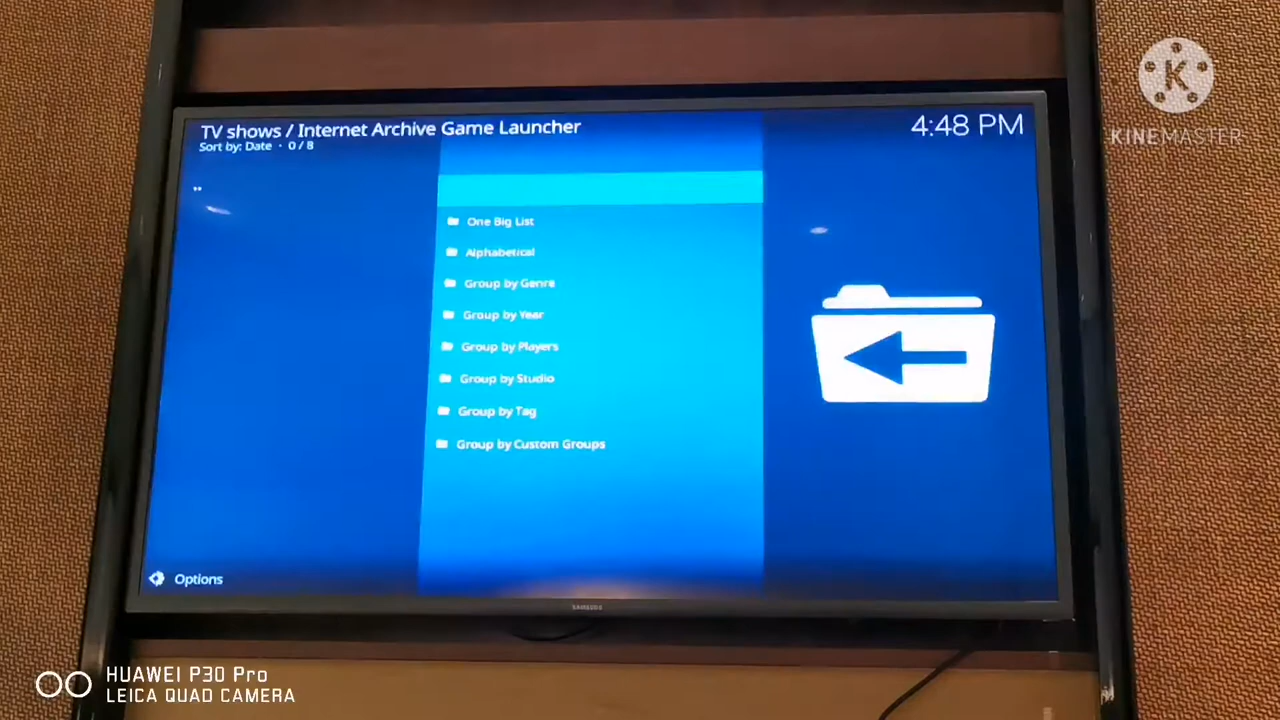 TV shows / Internet Archive Game Launcher
Sort by: Date · 0 / 8
4:48 PM
K
KINEMASTER
..
One Big List
Alphabetical
Group by Genre
Group by Year
Group by Players
Group by Studio
Group by Tag
Group by Custom Groups
Options
SAMSUNG
HUAWEI P30 Pro
LEICA QUAD CAMERA